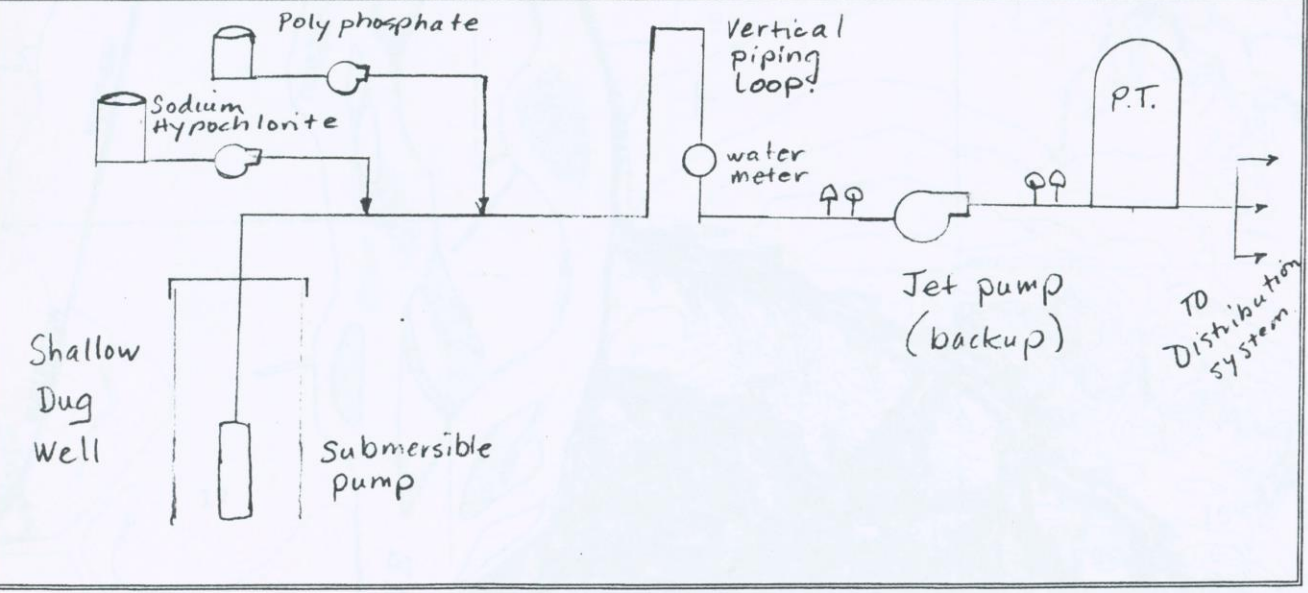 Poly phosphate
Sodium
Hypochlorite
Vertical
piping
Loop!
water
meter
P.T.
Jet pump
(backup)
TO
Distribution
system
Shallow
Dug
Well
Submersible
pump